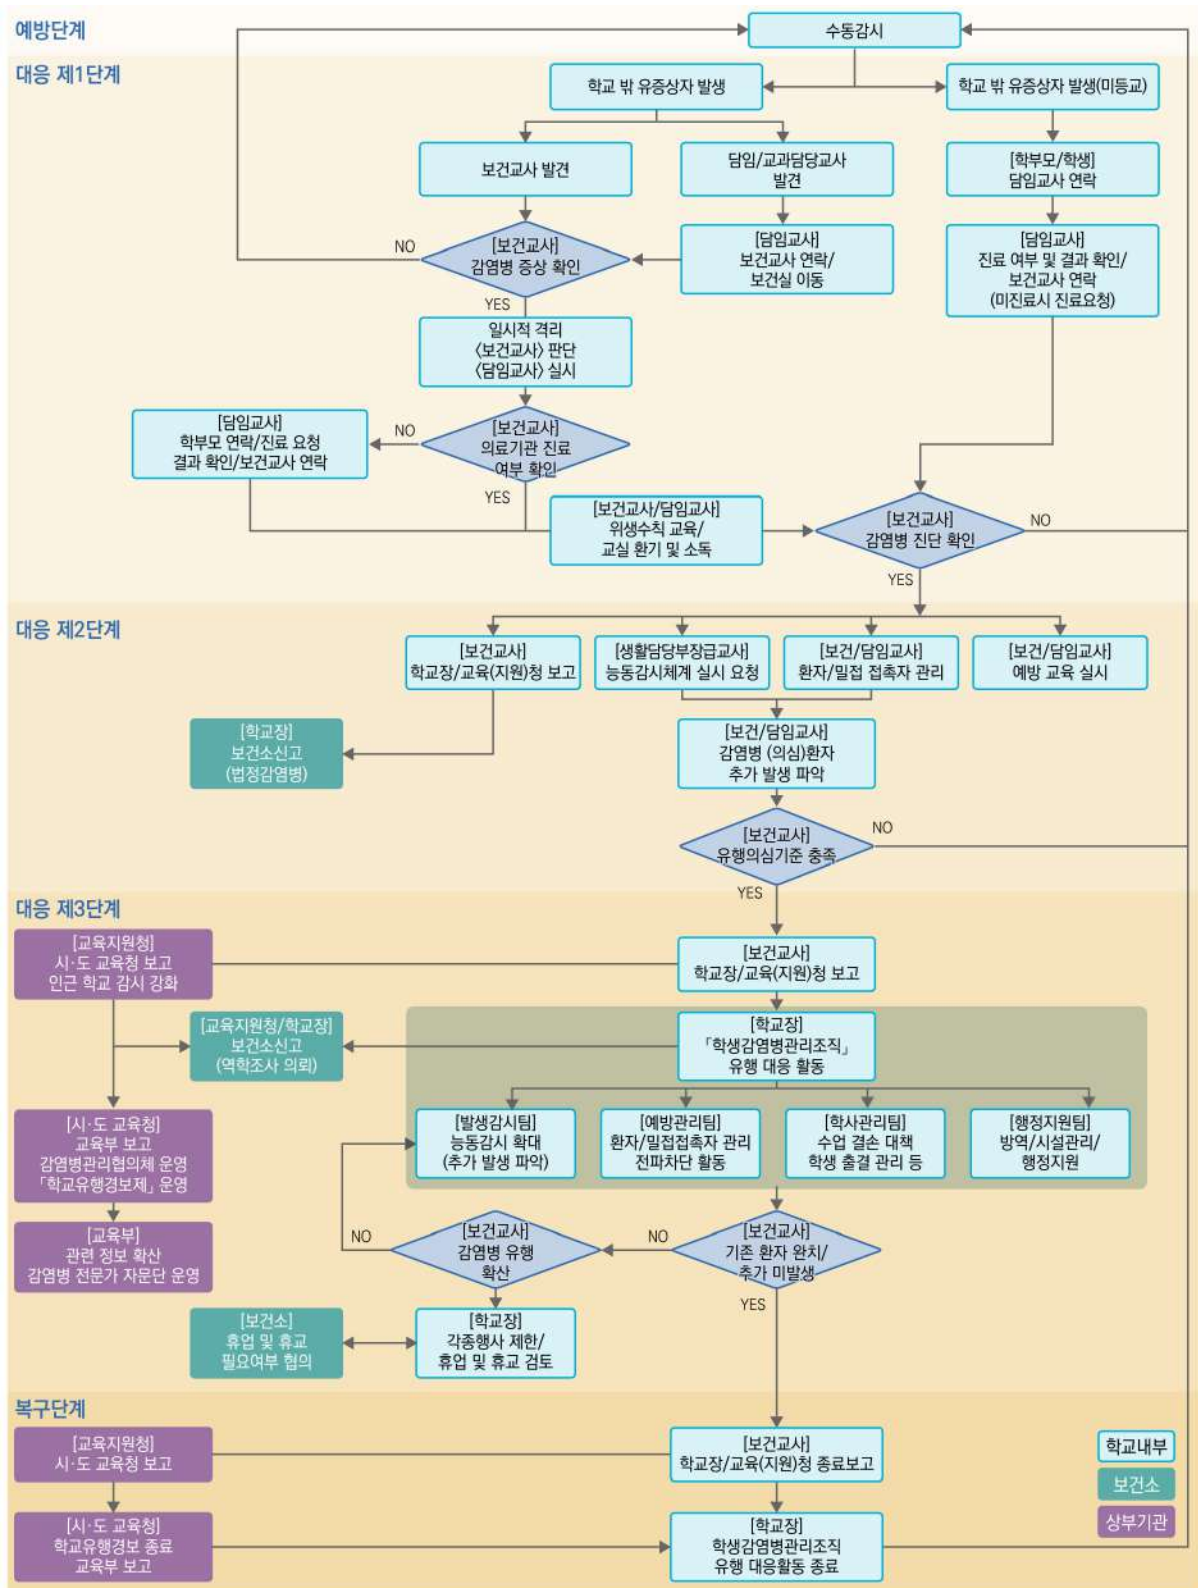 예방단계
수동감시
대응 제1단계
학교 밖 유증상자 발생
학교 밖 유증상자 발생(미등교)
보건교사 발견
담임/교과담당교사
발견
[학부모/학생]
담임교사 연락
NO
[보건교사]
감염병 증상 확인
YES
[담임교사]
보건교사 연락/
보건실 이동
[담임교사]
진료 여부 및 결과 확인/
보건교사 연락
(미진료시 진료요청)
일시적 격리
〈보건교사〉 판단
〈담임교사〉 실시
[담임교사]
학부모 연락/진료 요청
결과 확인/보건교사 연락
NO
[보건교사]
의료기관 진료
여부 확인
YES
[보건교사/담임교사]
위생수칙 교육/
교실 환기 및 소독
[보건교사]
감염병 진단 확인
NO
YES
대응 제2단계
[보건교사]
학교장/교육(지원)청 보고
[생활담당부장급교사]
능동감시체계 실시 요청
[보건/담임교사]
환자/밀접 접촉자 관리
[보건/담임교사]
예방 교육 실시
[학교장]
보건소신고
(법정감염병)
[보건/담임교사]
감염병 (의심)환자
추가 발생 파악
[보건교사]
유행의심기준 충족
NO
YES
대응 제3단계
[교육지원청]
시·도 교육청 보고
인근 학교 감시 강화
[보건교사]
학교장/교육(지원)청 보고
[교육지원청/학교장]
보건소신고
(역학조사 의뢰)
[학교장]
「학생감염병관리조직」
유행 대응 활동
[시·도 교육청]
교육부 보고
감염병관리협의체 운영
「학교유행경보제」 운영
[발생감시팀]
능동감시 확대
(추가 발생 파악)
[예방관리팀]
환자/밀접접촉자 관리
전파차단 활동
[학사관리팀]
수업 결손 대책
학생 출결 관리 등
[행정지원팀]
방역/시설관리/
행정지원
[교육부]
관련 정보 확산
감염병 전문가 자문단 운영
NO
[보건교사]
감염병 유행
확산
NO
[보건교사]
기존 환자 완치/
추가 미발생
YES
[보건소]
휴업 및 휴교
필요여부 협의
[학교장]
각종행사 제한/
휴업 및 휴교 검토
복구단계
[교육지원청]
시·도 교육청 보고
[보건교사]
학교장/교육(지원)청 종료보고
[시·도 교육청]
학교유행경보 종료
교육부 보고
[학교장]
학생감염병관리조직
유행 대응활동 종료
학교내부
보건소
상부기관